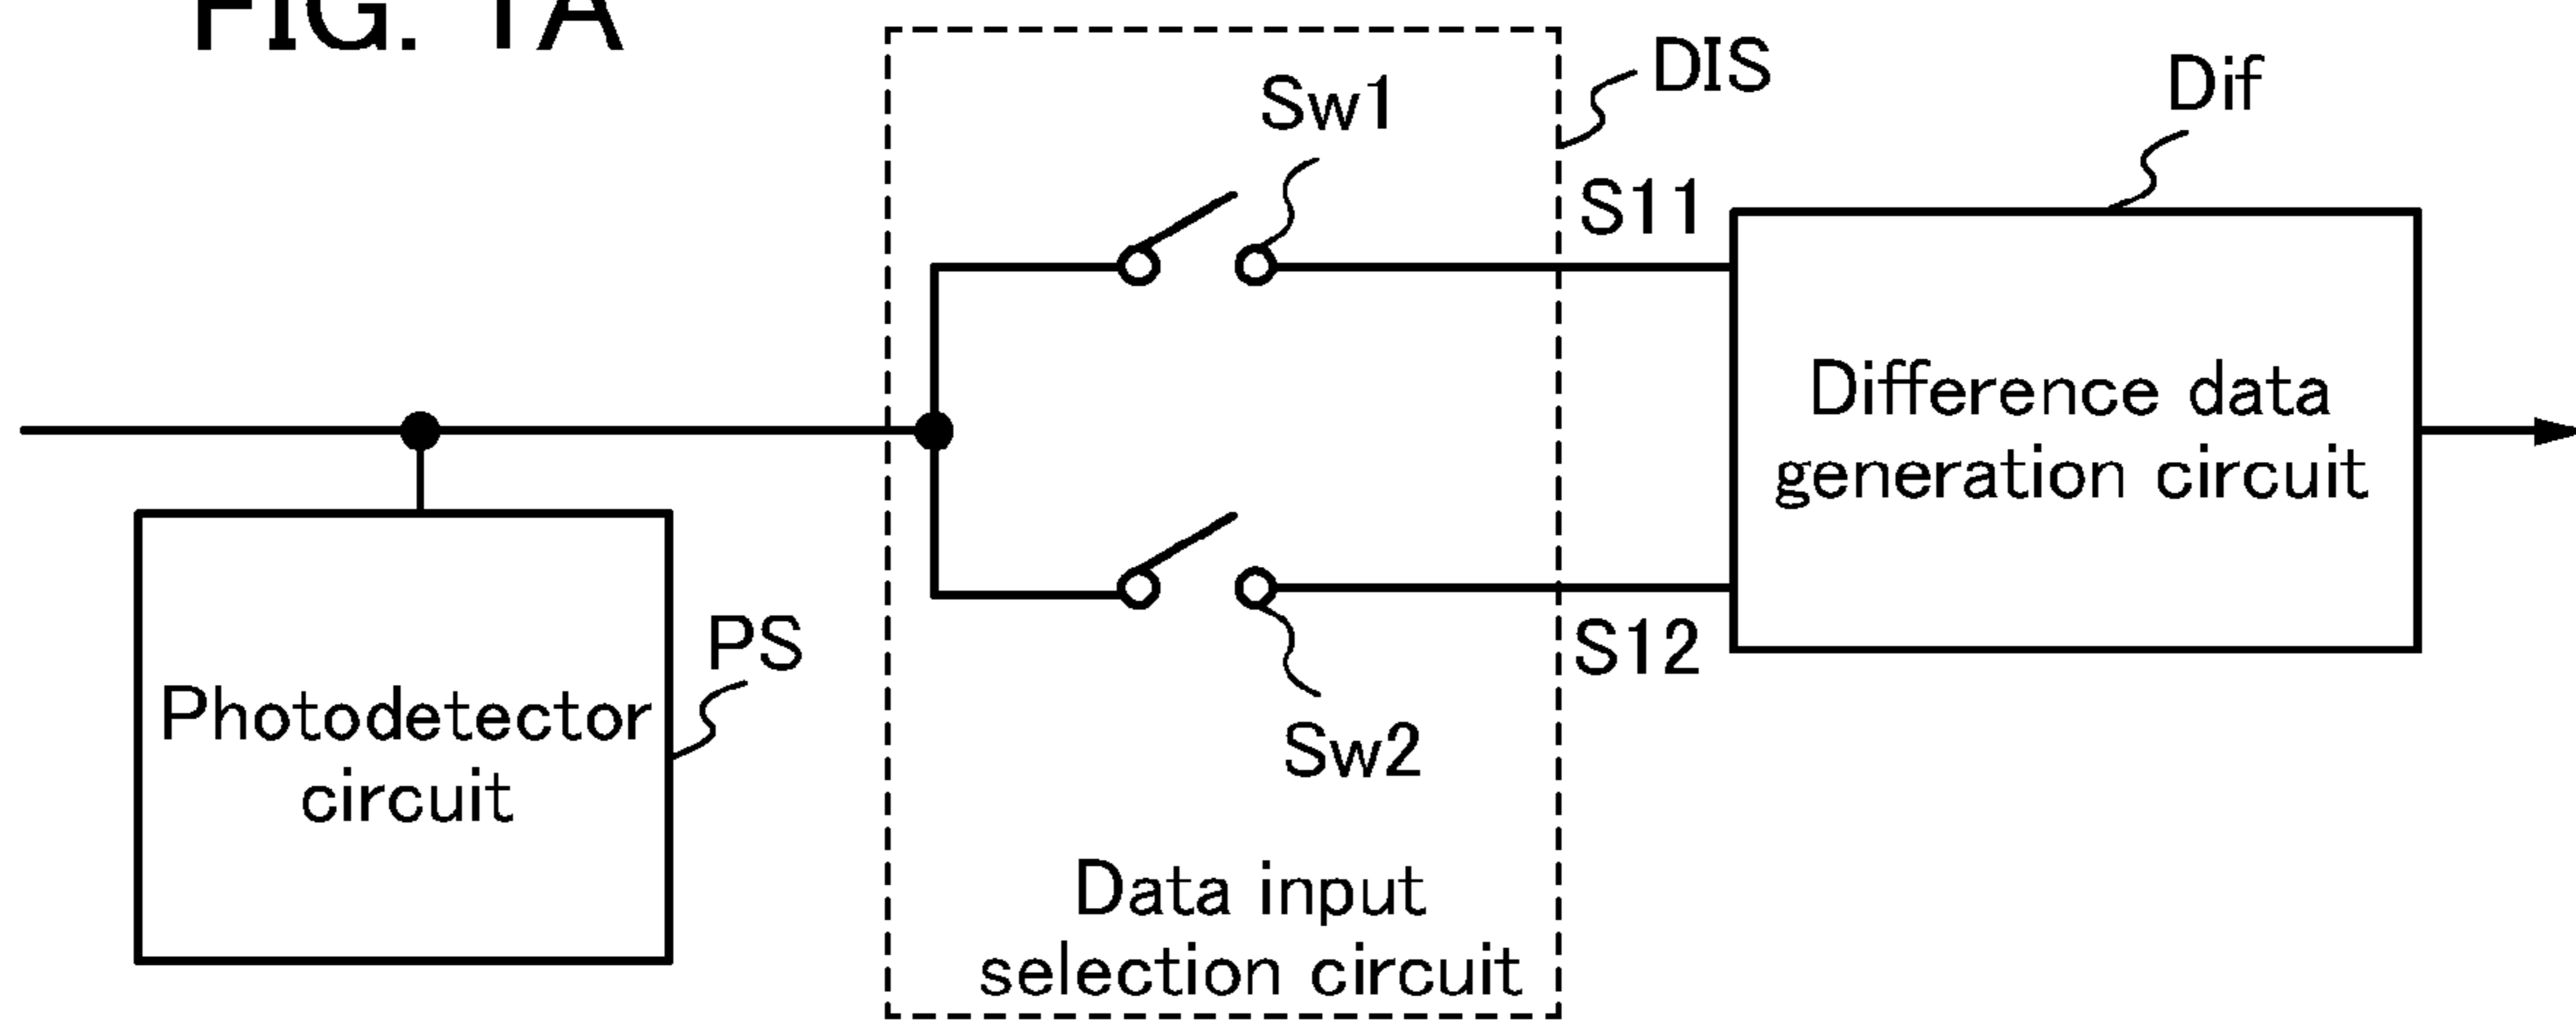 FIG. 1A
DIS
Dif
Sw1
S11
Difference data
generation circuit
PS
Photodetector
circuit
S12
Sw2
Data input
selection circuit